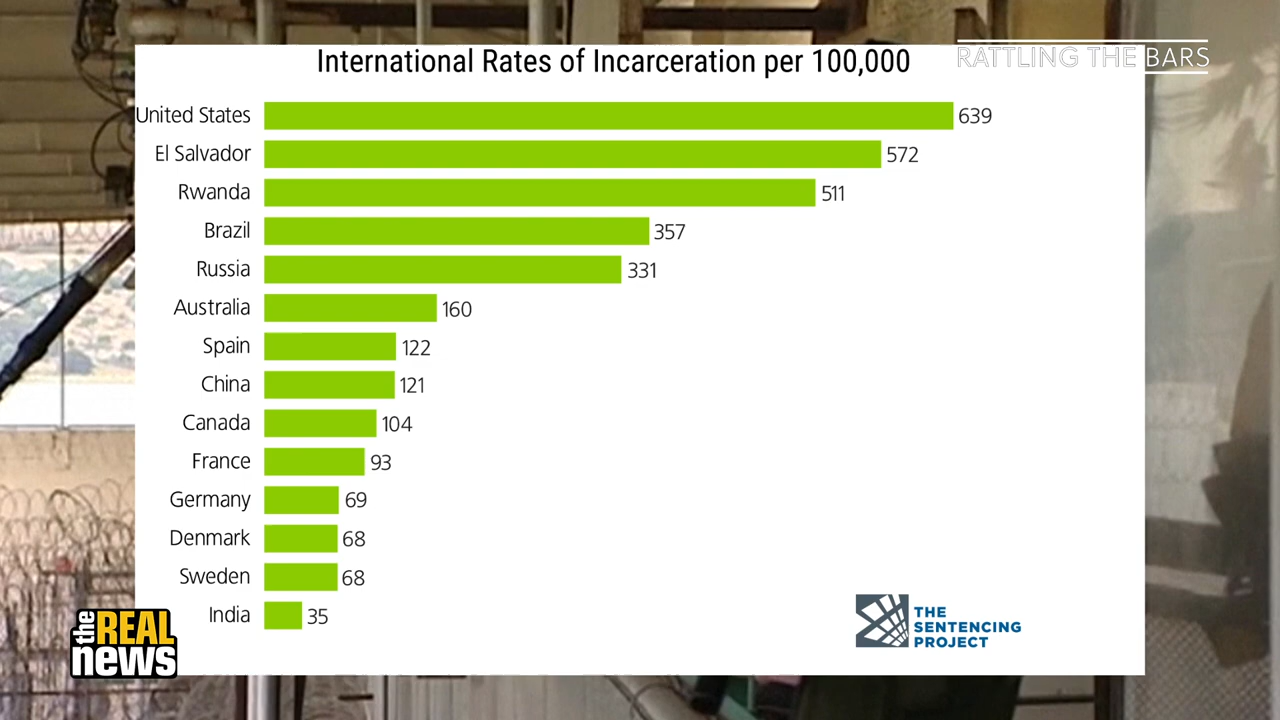 International Rates of Incarceration per 100,000
RATTLING THE BARS
United States 639
El Salvador 572
Rwanda 511
Brazil 357
Russia 331
Australia 160
Spain 122
China 121
Canada 104
France 93
Germany 69
Denmark 68
Sweden 68
India 35
the REAL
news
THE
SENTENCING
PROJECT